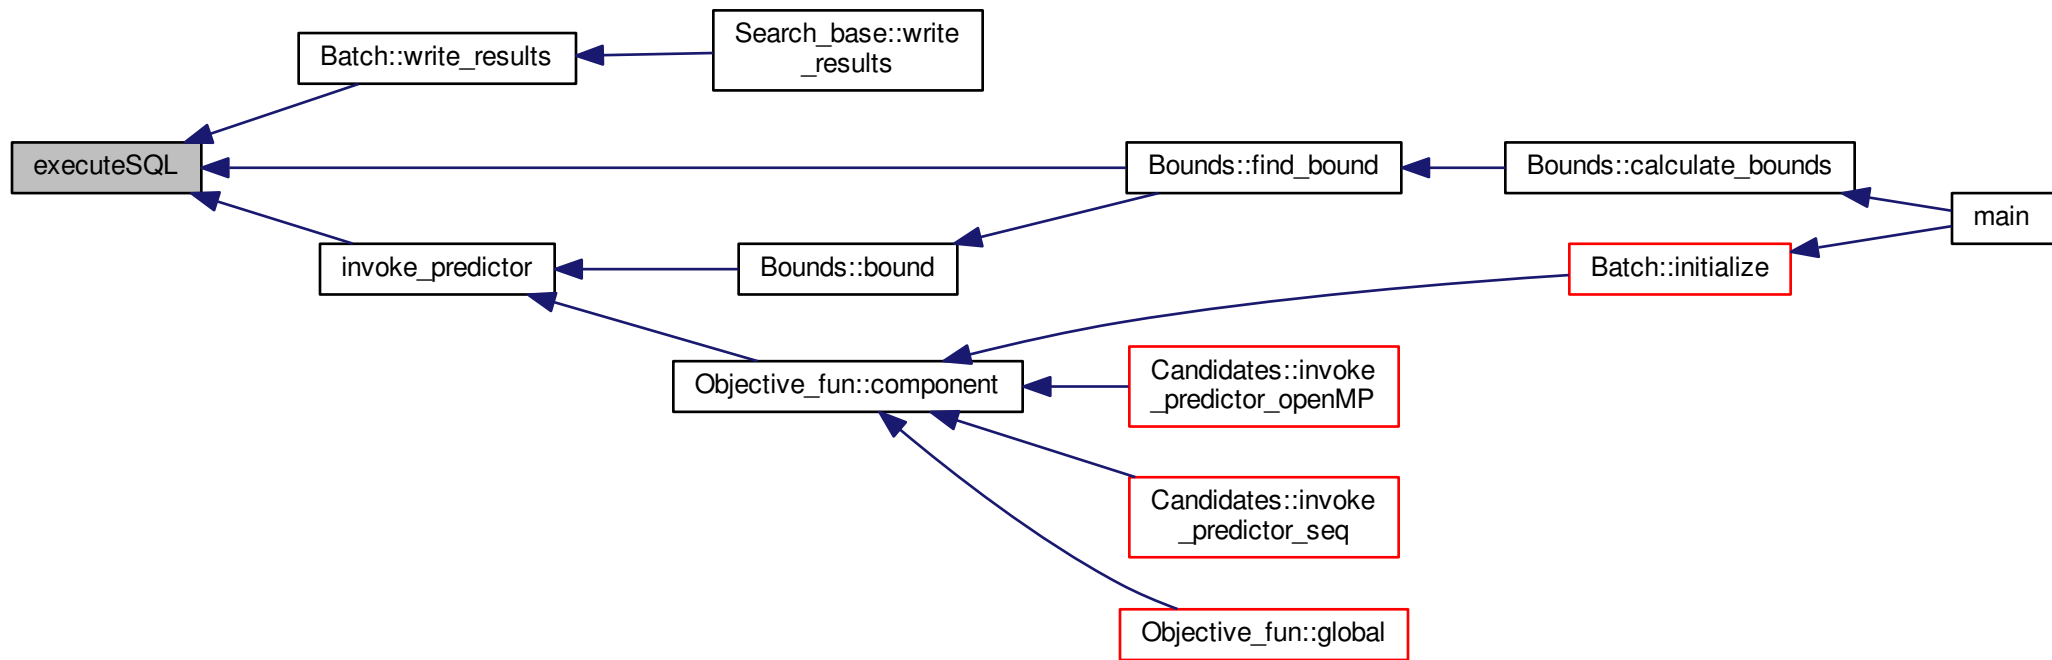 Search_base::write
_results
Batch::write_results
executeSQL
Bounds::find_bound
Bounds::calculate_bounds
main
invoke_predictor
Bounds::bound
Batch::initialize
Objective_fun::component
Candidates::invoke
_predictor_openMP
Candidates::invoke
_predictor_seq
Objective_fun::global